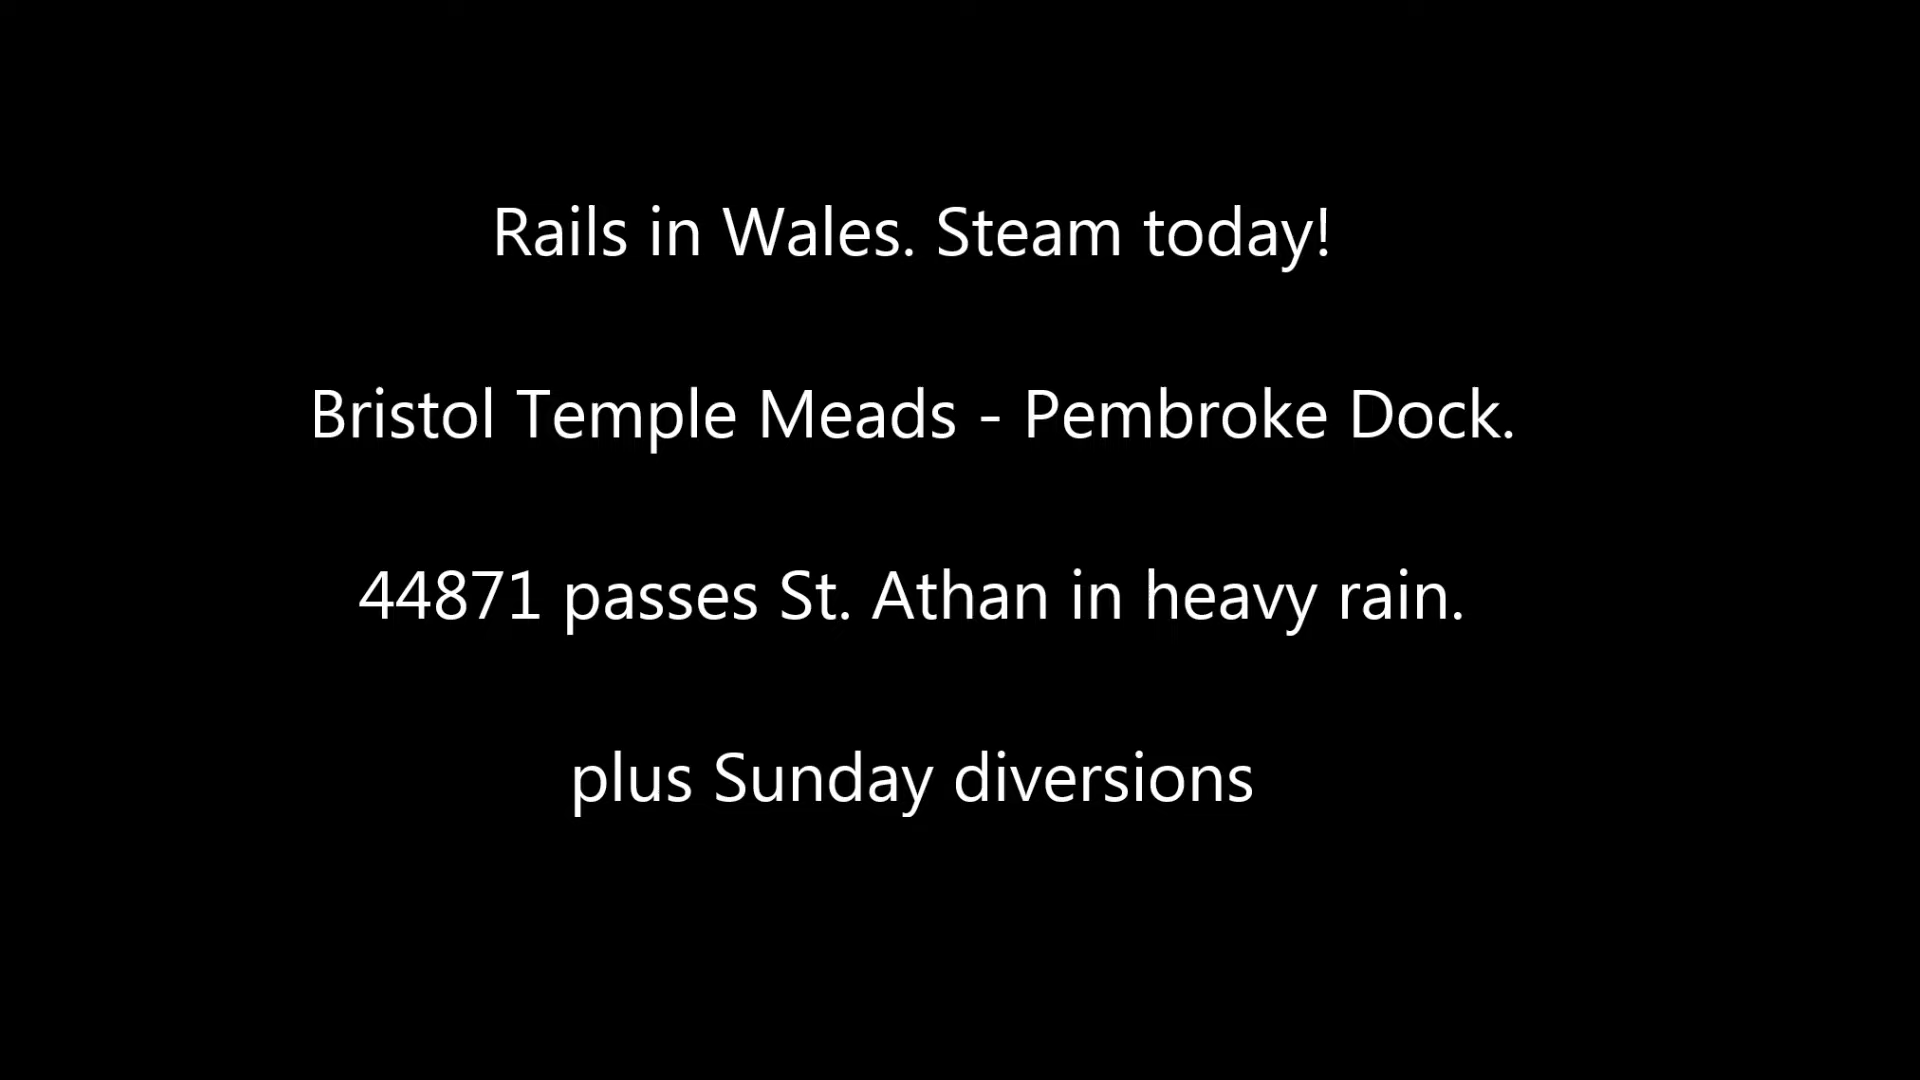 Rails in Wales. Steam today!
Bristol Temple Meads - Pembroke Dock.
44871 passes St. Athan in heavy rain.
plus Sunday diversions